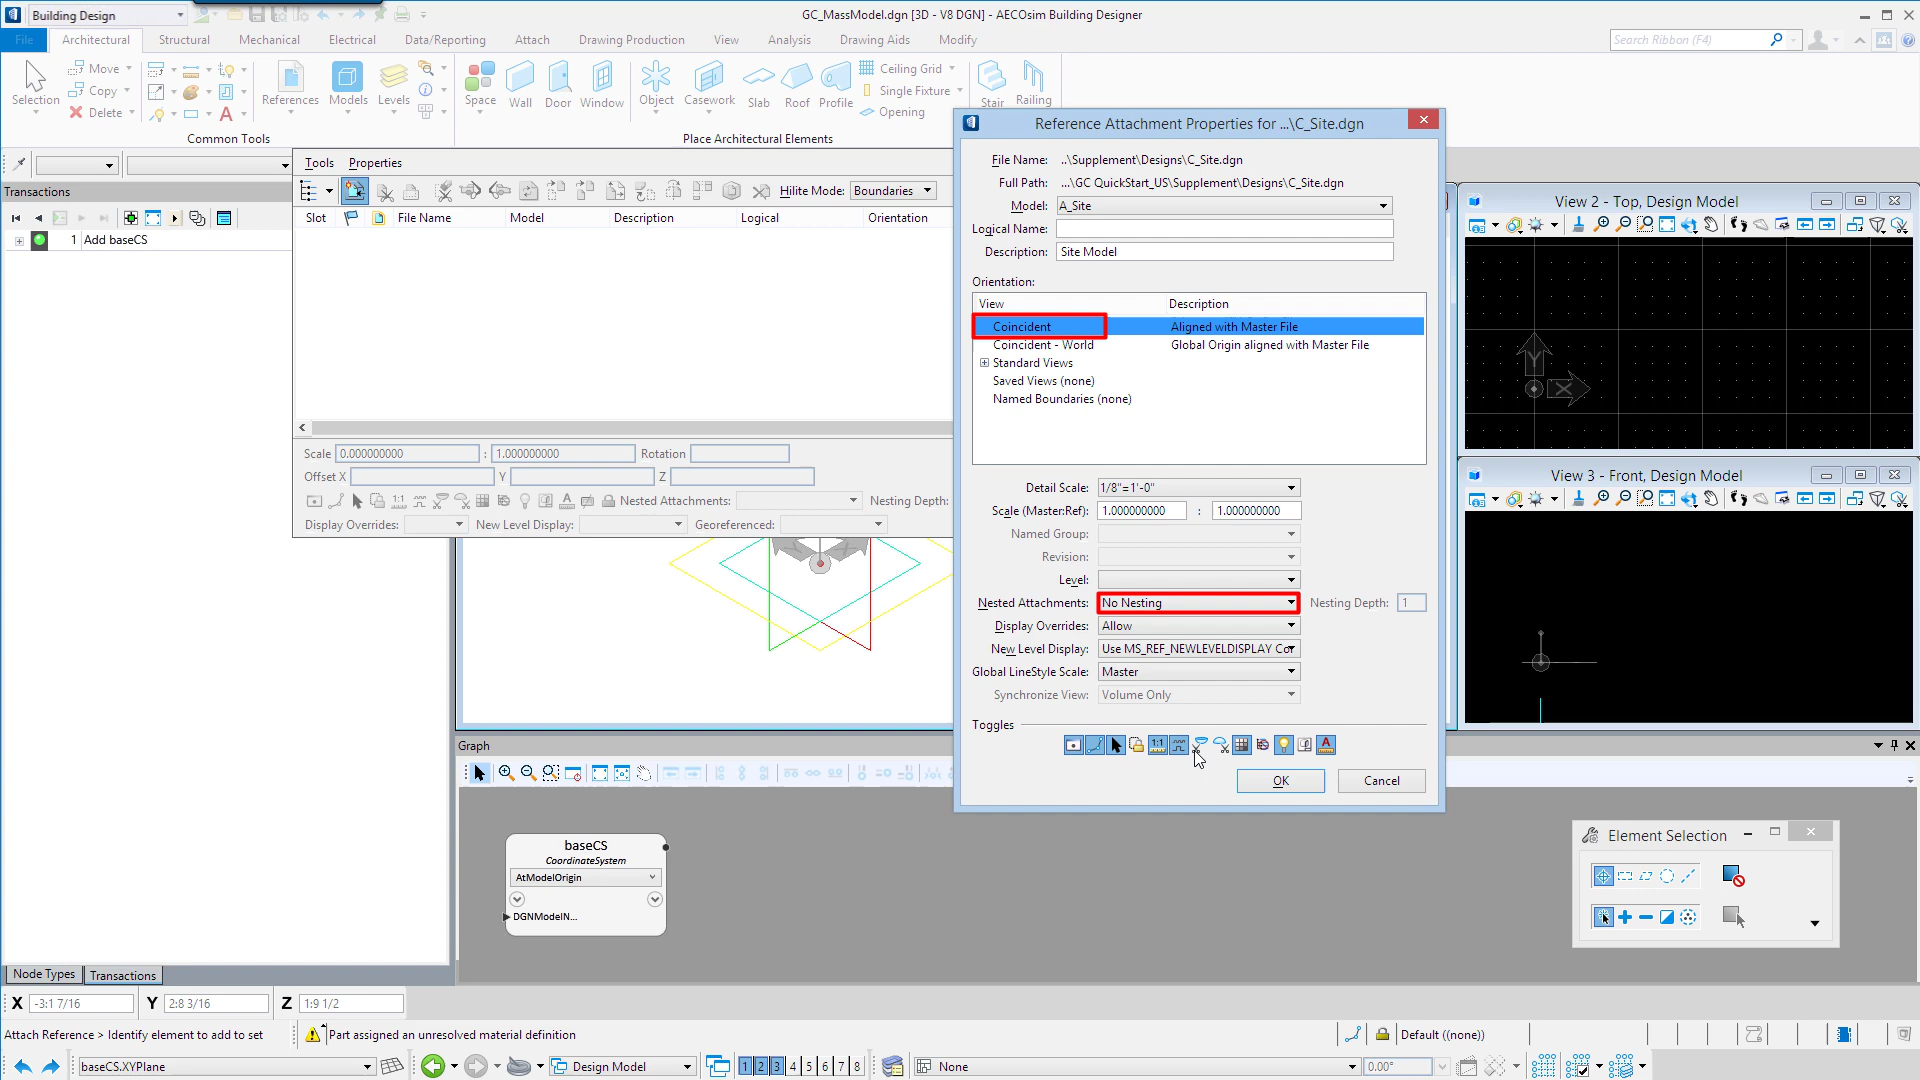 Building Design
GC_MassModel.dgn [3D - V8 DGN] - AECOsim Building Designer
File
Architectural
Structural
Mechanical
Electrical
Data/Reporting
Attach
Drawing Production
View
Analysis
Drawing Aids
Modify
Search Ribbon (F4)
Selection
Move
Copy
Delete
References
Models
Levels
Space
Wall
Door
Window
Object
Casework
Slab
Roof
Profile
Ceiling Grid
Single Fixture
Opening
Stair
Railing
Common Tools
Place Architectural Elements
Transactions
1 Add baseCS
Tools Properties
Hilite Mode: Boundaries
Slot
File Name
Model
Description
Logical
Orientation
Scale 0.000000000 : 1.000000000 Rotation
Offset X Y Z
Nested Attachments: Nesting Depth:
Display Overrides: New Level Display: Georeferenced:
Reference Attachment Properties for ...\C_Site.dgn
File Name: ..\Supplement\Designs\C_Site.dgn
Full Path: ...\GC QuickStart_US\Supplement\Designs\C_Site.dgn
Model: A_Site
Logical Name:
Description: Site Model
Orientation:
View Description
Coincident Aligned with Master File
Coincident - World Global Origin aligned with Master File
Standard Views
Saved Views (none)
Named Boundaries (none)
Detail Scale: 1/8"=1'-0"
Scale (Master:Ref): 1.000000000 : 1.000000000
Named Group:
Revision:
Level:
Nested Attachments: No Nesting Nesting Depth: 1
Display Overrides: Allow
New Level Display: Use MS_REF_NEWLEVELDISPLAY Co
Global LineStyle Scale: Master
Synchronize View: Volume Only
Toggles
1:1
OK Cancel
View 2 - Top, Design Model
Y
X
View 3 - Front, Design Model
Graph
baseCS
CoordinateSystem
AtModelOrigin
DGNModelN...
Element Selection
Node Types Transactions
X -3:1 7/16 Y 2:8 3/16 Z 1:9 1/2
Attach Reference > Identify element to add to set
Part assigned an unresolved material definition
Default ((none))
baseCS.XYPlane
Design Model
1 2 3 4 5 6 7 8
None
0.00°